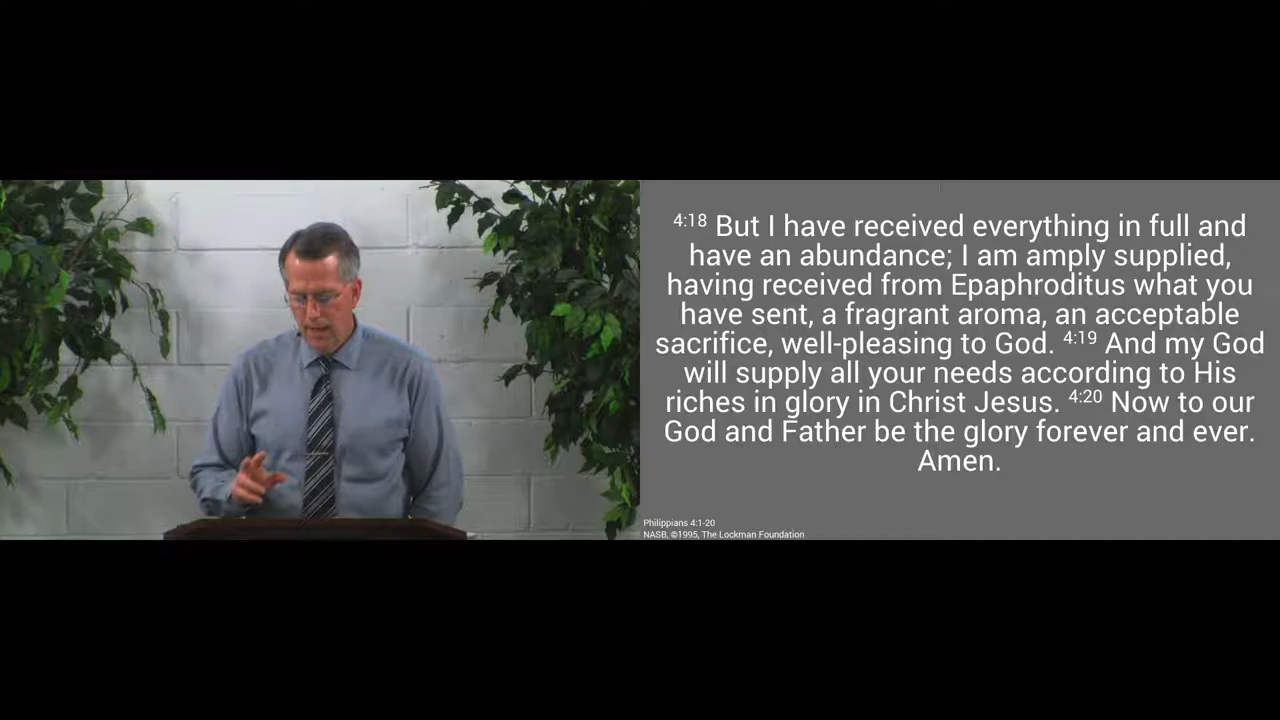 4:18 But I have received everything in full and
have an abundance; I am amply supplied,
having received from Epaphroditus what you
have sent, a fragrant aroma, an acceptable
sacrifice, well-pleasing to God. 4:19 And my God
will supply all your needs according to His
riches in glory in Christ Jesus. 4:20 Now to our
God and Father be the glory forever and ever.
Amen.
Philippians 4:1-20
NASB, ©1995, The Lockman Foundation